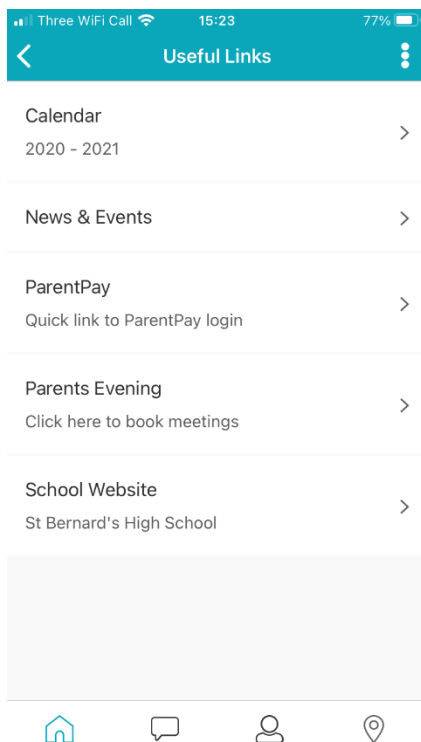 Three WiFi Call 15:23 77%
Useful Links
Calendar
2020 - 2021
News & Events
ParentPay
Quick link to ParentPay login
Parents Evening
Click here to book meetings
School Website
St Bernard's High School